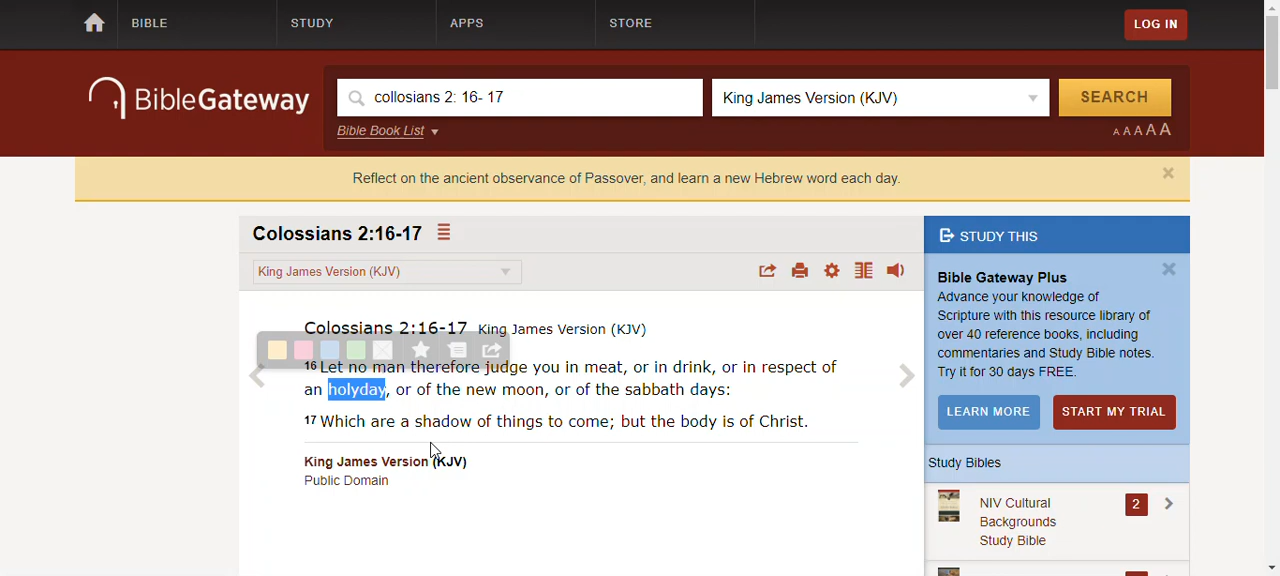 BIBLE
STUDY
APPS
STORE
LOG IN
BibleGateway
collosians 2: 16- 17
King James Version (KJV)
SEARCH
Bible Book List
A A A A A
Reflect on the ancient observance of Passover, and learn a new Hebrew word each day.
Colossians 2:16-17
King James Version (KJV)
Colossians 2:16-17 King James Version (KJV)
16 Let no man therefore judge you in meat, or in drink, or in respect of
an holyday, or of the new moon, or of the sabbath days:
17 Which are a shadow of things to come; but the body is of Christ.
King James Version (KJV)
Public Domain
STUDY THIS
Bible Gateway Plus
Advance your knowledge of
Scripture with this resource library of
over 40 reference books, including
commentaries and Study Bible notes.
Try it for 30 days FREE.
LEARN MORE
START MY TRIAL
Study Bibles
NIV Cultural
Backgrounds
Study Bible
2